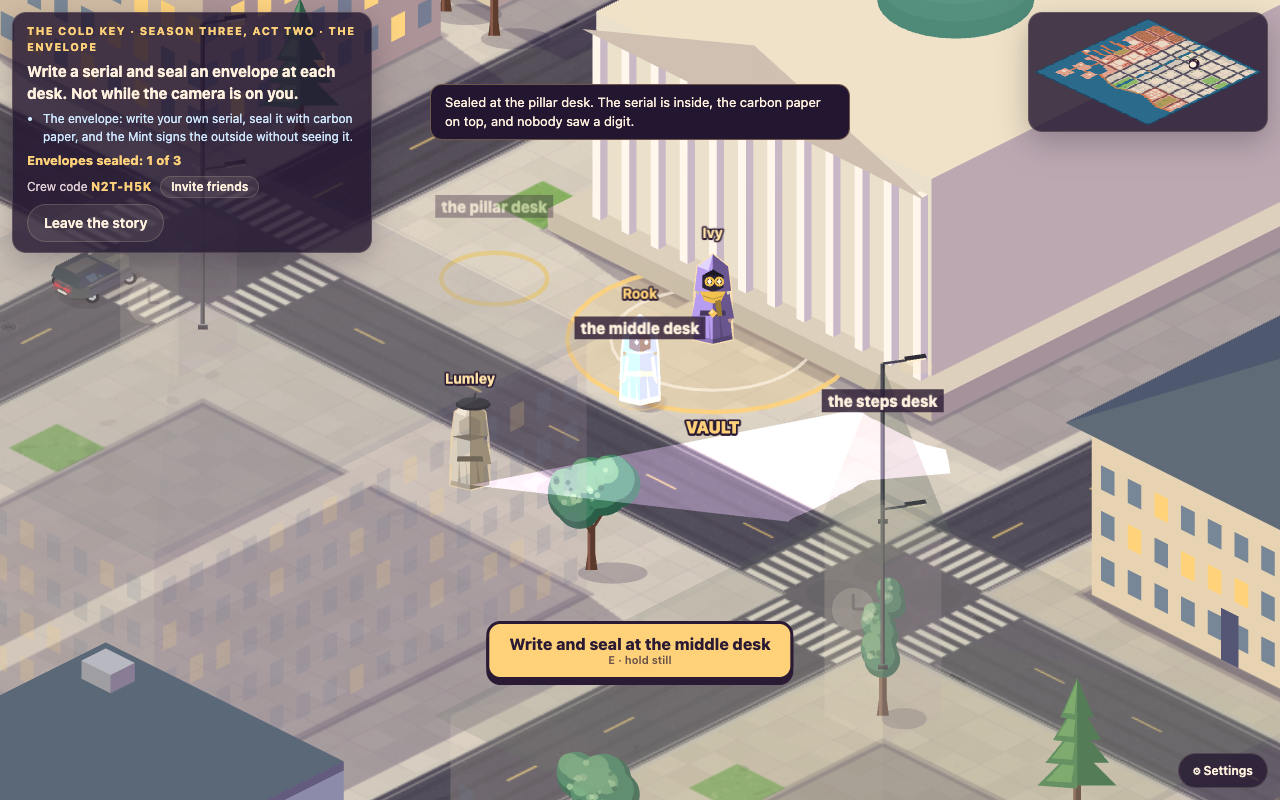 THE COLD KEY · SEASON THREE, ACT TWO · THE
ENVELOPE
Write a serial and seal an envelope at each
desk. Not while the camera is on you.
• The envelope: write your own serial, seal it with carbon
paper, and the Mint signs the outside without seeing it.
Envelopes sealed: 1 of 3
Crew code N2T-H5K Invite friends
Leave the story
Sealed at the pillar desk. The serial is inside, the carbon paper
on top, and nobody saw a digit.
the pillar desk
Ivy
Rook
the middle desk
Lumley
the steps desk
VAULT
Write and seal at the middle desk
E · hold still
⚙ Settings